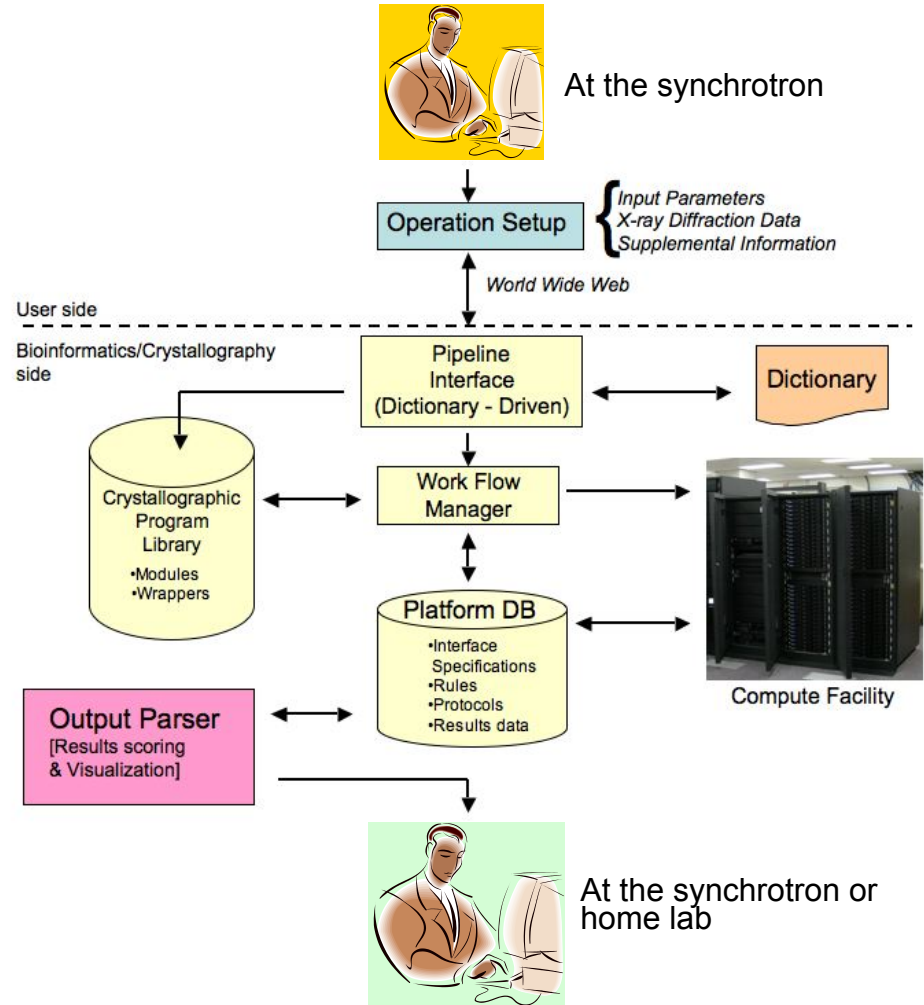 At the synchrotron
Operation Setup
Input Parameters
X-ray Diffraction Data
Supplemental Information
World Wide Web
User side
Bioinformatics/Crystallography
side
Pipeline
Interface
(Dictionary - Driven)
Dictionary
Crystallographic
Program
Library
•Modules
•Wrappers
Work Flow
Manager
Platform DB
•Interface
Specifications
•Rules
•Protocols
•Results data
Compute Facility
Output Parser
[Results scoring
& Visualization]
At the synchrotron or
home lab